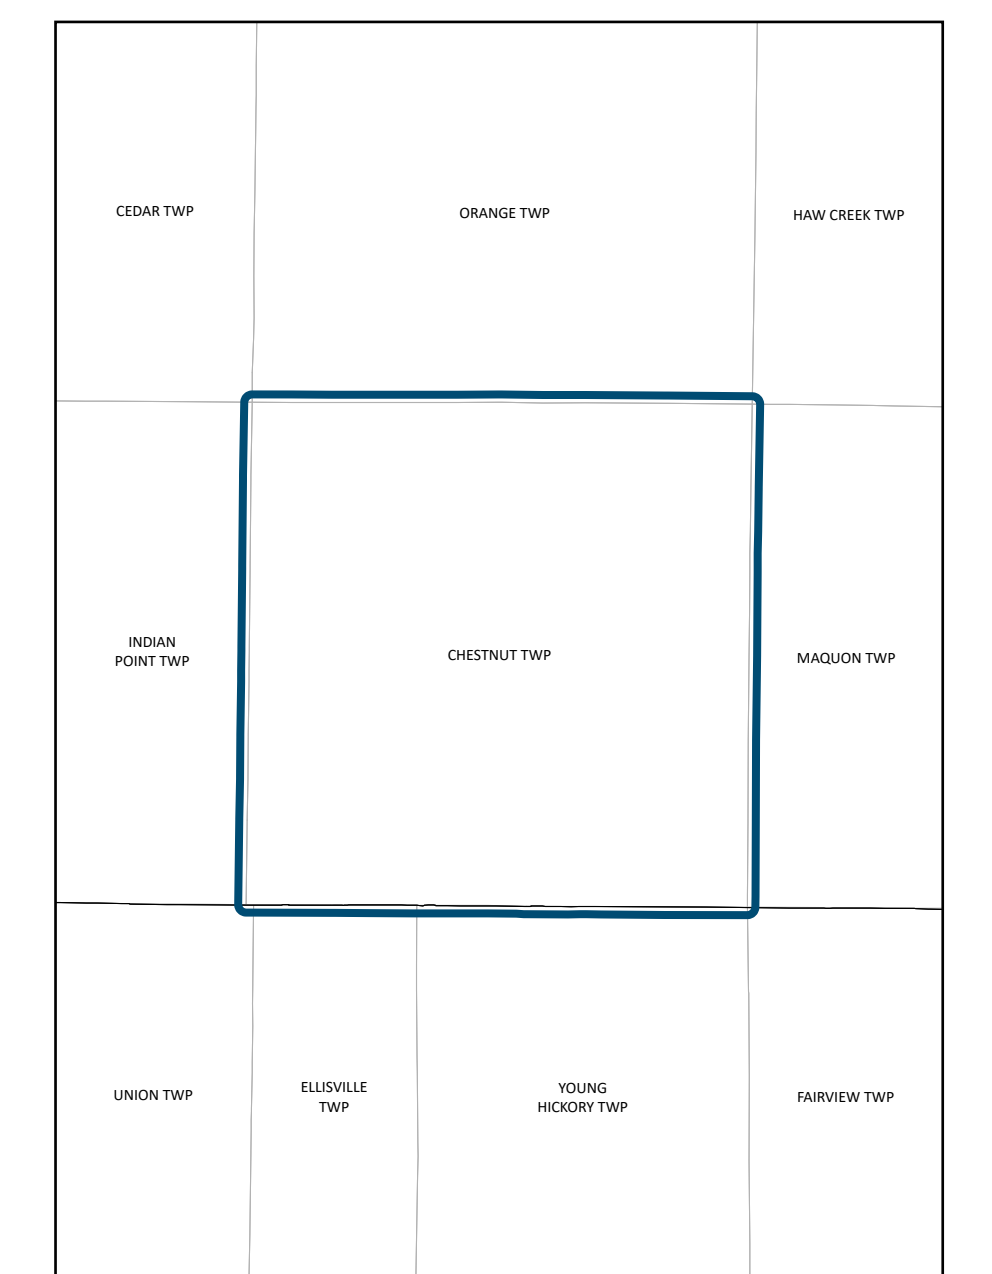 CEDAR TWP
ORANGE TWP
HAW CREEK TWP
INDIAN
POINT TWP
CHESTNUT TWP
MAQUON TWP
UNION TWP
ELLISVILLE
TWP
YOUNG
HICKORY TWP
FAIRVIEW TWP